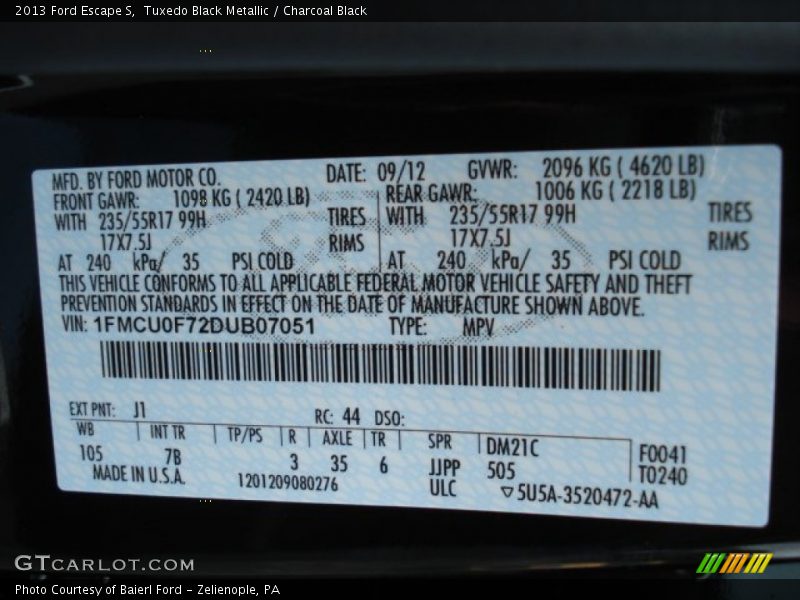 2013 Ford Escape S, Tuxedo Black Metallic / Charcoal Black
MFD. BY FORD MOTOR CO. DATE: 09/12 GVWR: 2096 KG ( 4620 LB)
FRONT GAWR: 1098 KG ( 2420 LB) REAR GAWR: 1006 KG ( 2218 LB)
WITH 235/55R17 99H TIRES WITH 235/55R17 99H TIRES
17X7.5J RIMS 17X7.5J RIMS
AT 240 kPa/ 35 PSI COLD AT 240 kPa/ 35 PSI COLD
THIS VEHICLE CONFORMS TO ALL APPLICABLE FEDERAL MOTOR VEHICLE SAFETY AND THEFT
PREVENTION STANDARDS IN EFFECT ON THE DATE OF MANUFACTURE SHOWN ABOVE.
VIN: 1FMCU0F72DUB07051 TYPE: MPV
EXT PNT: J1 RC: 44 DSO:
WB INT TR TP/PS R AXLE TR SPR DM21C F0041
105 7B 3 35 6 JJPP 505 T0240
MADE IN U.S.A. 1201209080276 ULC 5U5A-3520472-AA
GTCARLOT.COM
Photo Courtesy of Baierl Ford - Zelienople, PA